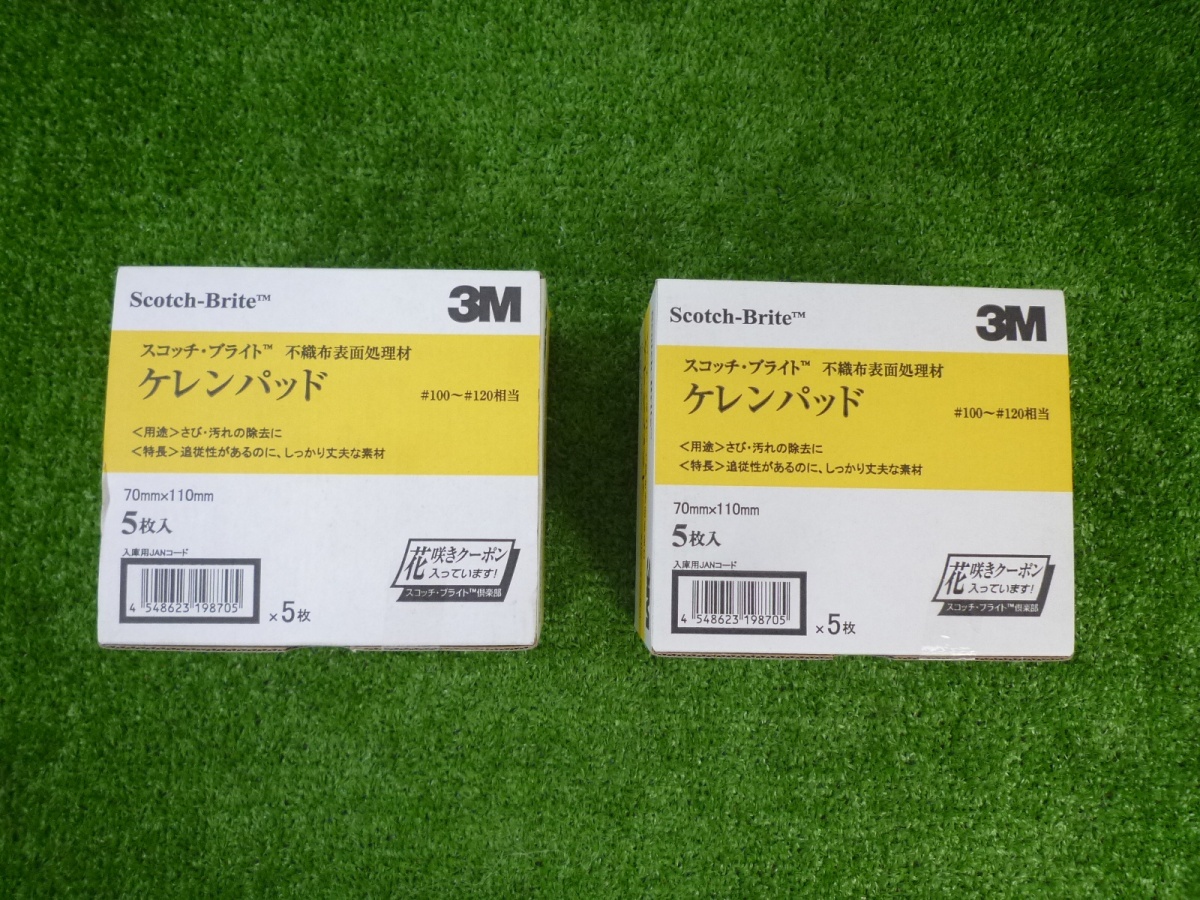 Scotch-Brite™
3M
スコッチ・ブライト™ 不織布表面処理材
ケレンパッド
#100～#120相当
＜用途＞さび・汚れの除去に
＜特長＞追従性があるのに、しっかり丈夫な素材
70mm×110mm
5枚入
入庫用JANコード
4 548623 198705
×5枚
花咲きクーポン
入っています!
スコッチ・ブライト™倶楽部
Scotch-Brite™
3M
スコッチ・ブライト™ 不織布表面処理材
ケレンパッド
#100～#120相当
＜用途＞さび・汚れの除去に
＜特長＞追従性があるのに、しっかり丈夫な素材
70mm×110mm
5枚入
入庫用JANコード
4 548623 198705
×5枚
花咲きクーポン
入っています!
スコッチ・ブライト™倶楽部